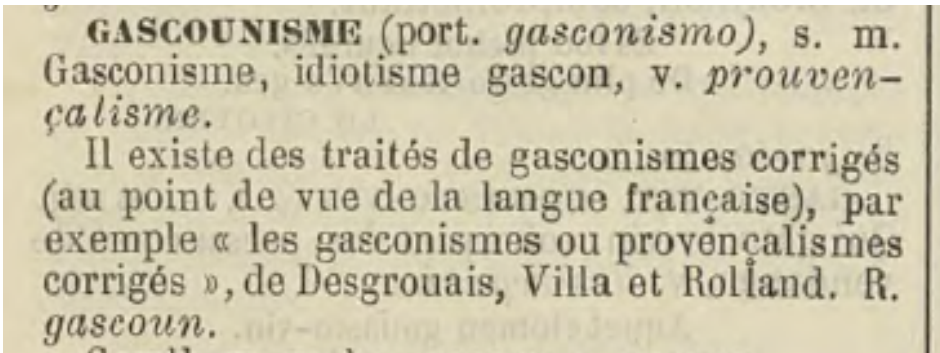 GASCOUNISME (port. gasconismo), s. m.
Gasconisme, idiotisme gascon, v. prouven-
çalisme.
Il existe des traités de gasconismes corrigés
(au point de vue de la langue française), par
exemple « les gasconismes ou provençalismes
corrigés », de Desgrouais, Villa et Rolland. R.
gascoun.